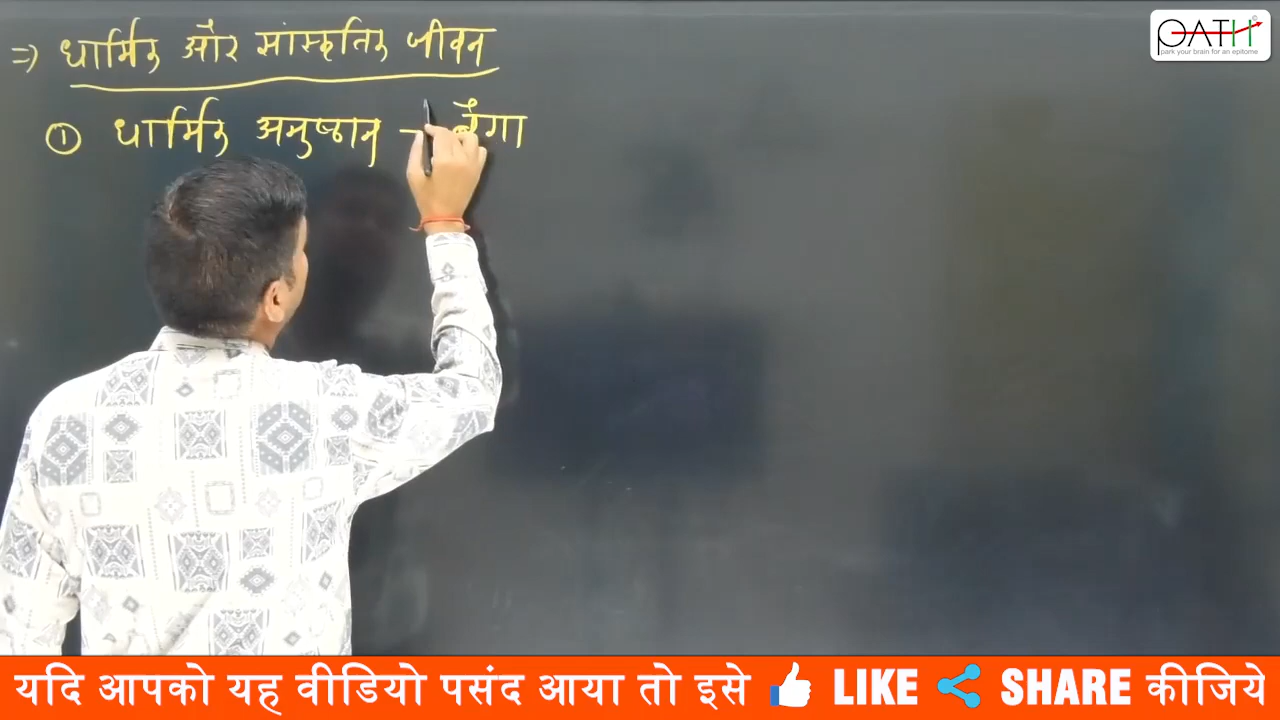 ⇒ धार्मिक और सांस्कृतिक जीवन
① धार्मिक अनुष्ठान – बैगा
PATH
park your brain for an epitome
यदि आपको यह वीडियो पसंद आया तो इसे LIKE SHARE कीजिये